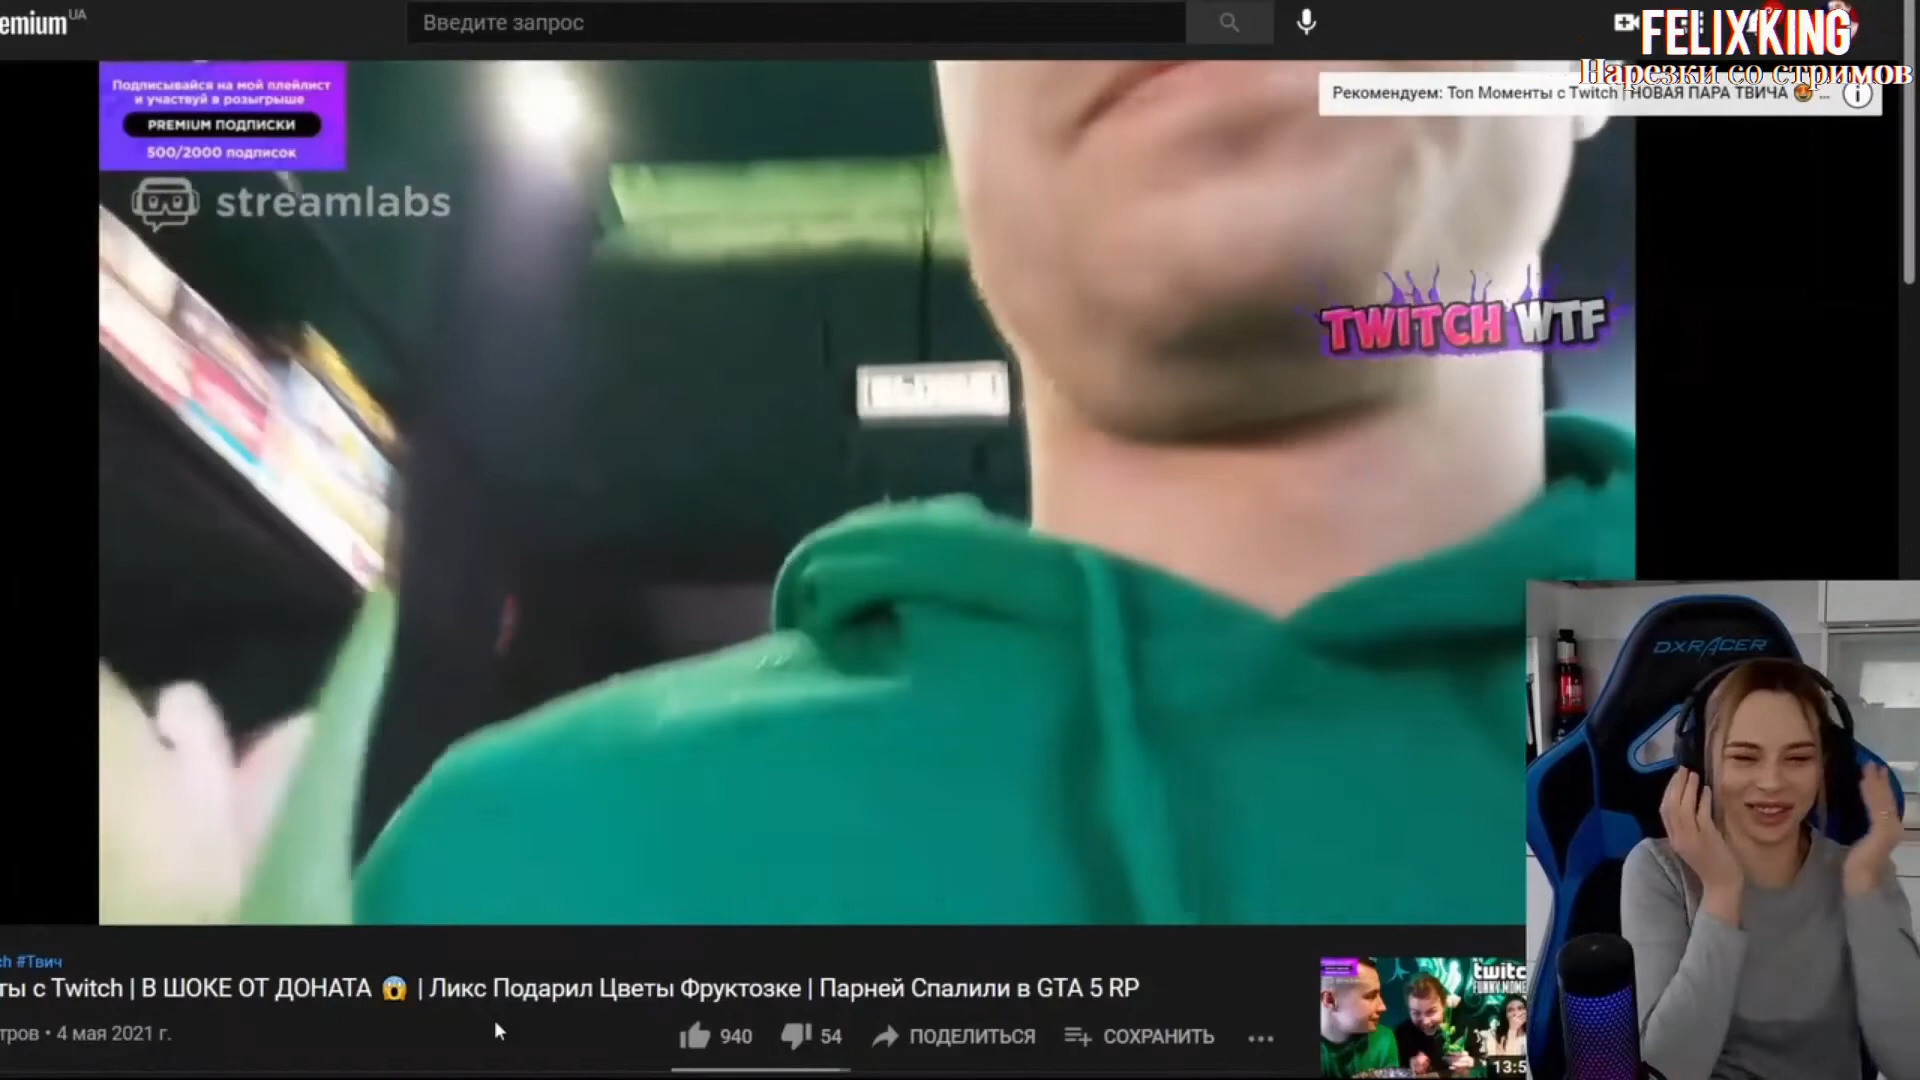 emium UA
Введите запрос
FELIX KING
Нарезки со стримов
Подписывайся на мой плейлист
и участвуй в розыгрыше
PREMIUM ПОДПИСКИ
500/2000 подписок
Рекомендуем: Топ Моменты с Twitch | НОВАЯ ПАРА ТВИЧА 🤩 ...
streamlabs
TWITCH WTF
DXRACER
ch #Твич
ты с Twitch | В ШОКЕ ОТ ДОНАТА 😱 | Ликс Подарил Цветы Фруктозке | Парней Спалили в GTA 5 RP
тров • 4 мая 2021 г.
940
54
ПОДЕЛИТЬСЯ
СОХРАНИТЬ
twitc
FUNNY MOME
13:5